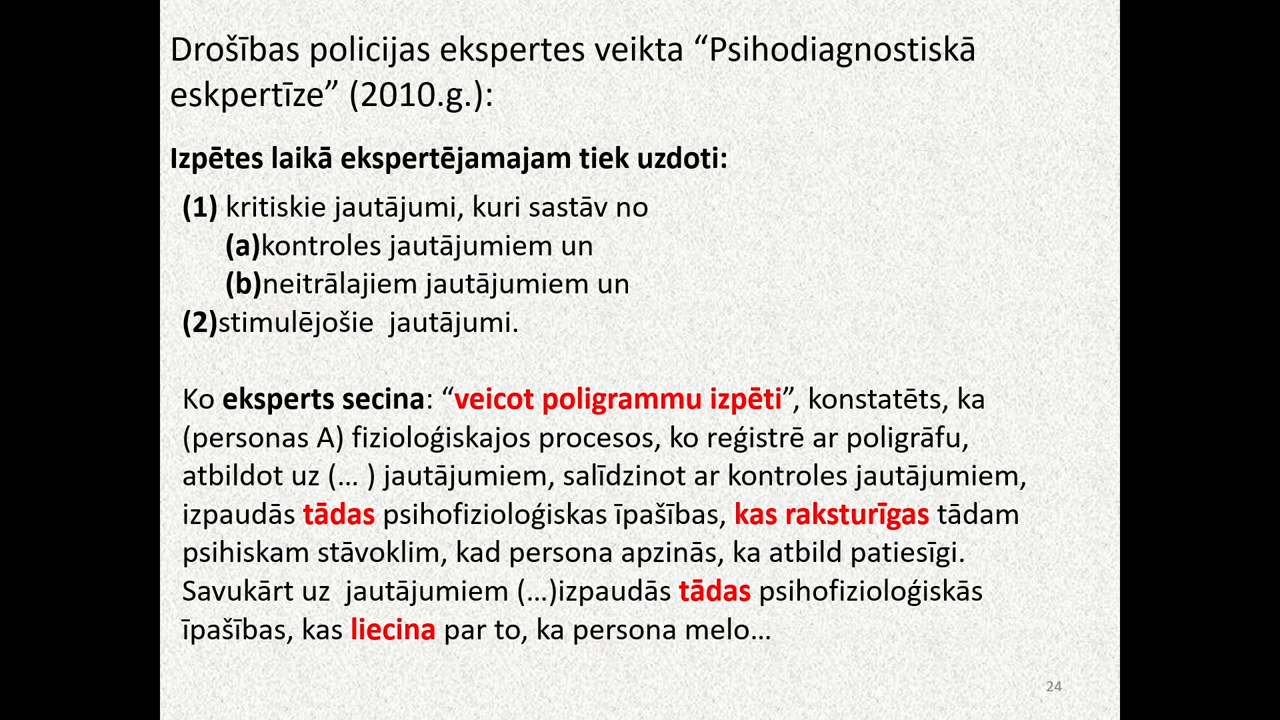 Drošības policijas ekspertes veikta “Psihodiagnostiskā
eskpertīze” (2010.g.):
Izpētes laikā ekspertējamajam tiek uzdoti:
(1) kritiskie jautājumi, kuri sastāv no
(a)kontroles jautājumiem un
(b)neitrālajiem jautājumiem un
(2)stimulējošie jautājumi.
Ko eksperts secina: “veicot poligrammu izpēti”, konstatēts, ka
(personas A) fizioloģiskajos procesos, ko reģistrē ar poligrāfu,
atbildot uz (… ) jautājumiem, salīdzinot ar kontroles jautājumiem,
izpaudās tādas psihofizioloģiskas īpašības, kas raksturīgas tādam
psihiskam stāvoklim, kad persona apzinās, ka atbild patiesīgi.
Savukārt uz jautājumiem (…)izpaudās tādas psihofizioloģiskās
īpašības, kas liecina par to, ka persona melo…
24